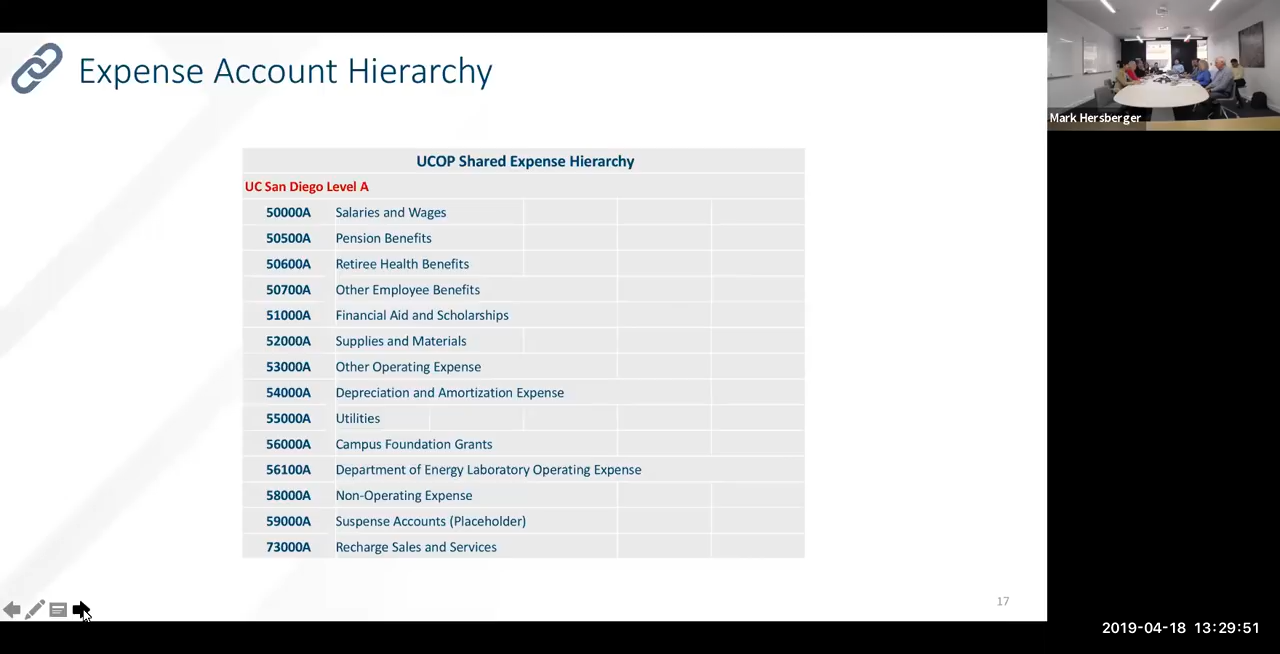 Expense Account Hierarchy
UCOP Shared Expense Hierarchy
UC San Diego Level A
50000A Salaries and Wages
50500A Pension Benefits
50600A Retiree Health Benefits
50700A Other Employee Benefits
51000A Financial Aid and Scholarships
52000A Supplies and Materials
53000A Other Operating Expense
54000A Depreciation and Amortization Expense
55000A Utilities
56000A Campus Foundation Grants
56100A Department of Energy Laboratory Operating Expense
58000A Non-Operating Expense
59000A Suspense Accounts (Placeholder)
73000A Recharge Sales and Services
17
Mark Hersberger
2019-04-18 13:29:51